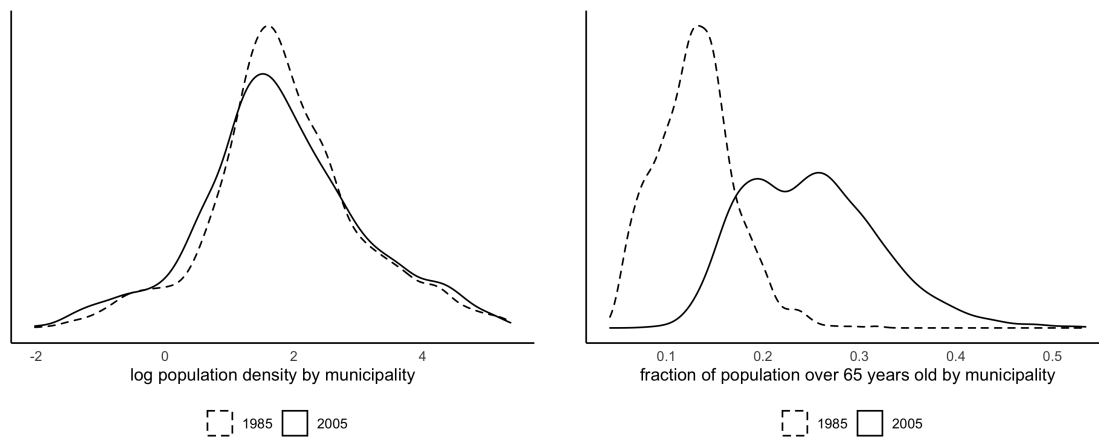 -2 0 2 4
log population density by municipality
1985 2005
0.1 0.2 0.3 0.4 0.5
fraction of population over 65 years old by municipality
1985 2005